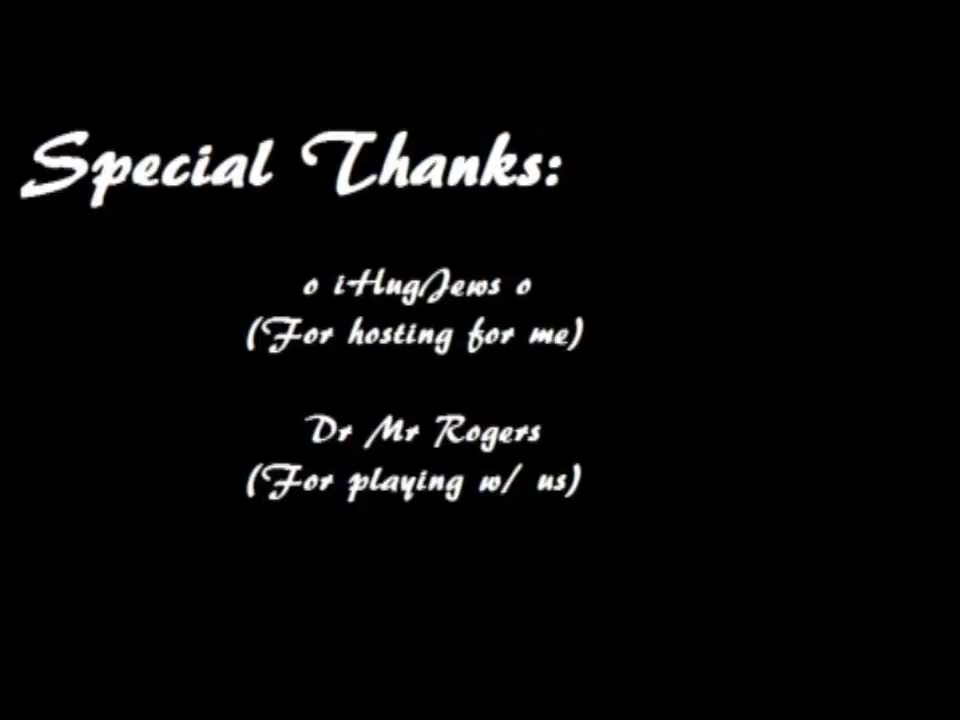 Special Thanks:
o iHugJews o
(For hosting for me)
Dr Mr Rogers
(For playing w/ us)